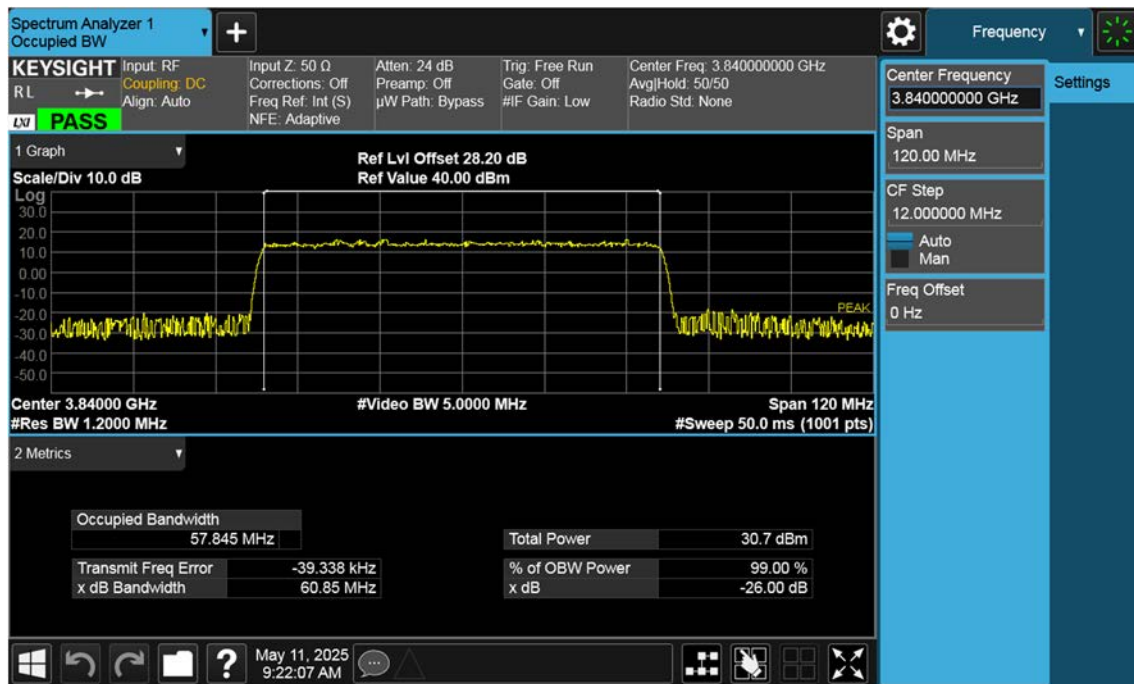 Spectrum Analyzer 1
Occupied BW
Frequency
KEYSIGHT
RL
LXI PASS
Input: RF
Coupling: DC
Align: Auto
Input Z: 50 Ω
Corrections: Off
Freq Ref: Int (S)
NFE: Adaptive
Atten: 24 dB
Preamp: Off
µW Path: Bypass
Trig: Free Run
Gate: Off
#IF Gain: Low
Center Freq: 3.840000000 GHz
Avg|Hold: 50/50
Radio Std: None
Center Frequency
3.840000000 GHz
Settings
Span
120.00 MHz
CF Step
12.000000 MHz
Auto
Man
Freq Offset
0 Hz
1 Graph
Scale/Div 10.0 dB
Ref Lvl Offset 28.20 dB
Ref Value 40.00 dBm
Log
30.0
20.0
10.0
0.00
-10.0
-20.0
-30.0
-40.0
-50.0
PEAK
Center 3.84000 GHz
#Video BW 5.0000 MHz
Span 120 MHz
#Res BW 1.2000 MHz
#Sweep 50.0 ms (1001 pts)
2 Metrics
Occupied Bandwidth
57.845 MHz
Total Power 30.7 dBm
Transmit Freq Error -39.338 kHz
% of OBW Power 99.00 %
x dB Bandwidth 60.85 MHz
x dB -26.00 dB
?
May 11, 2025
9:22:07 AM